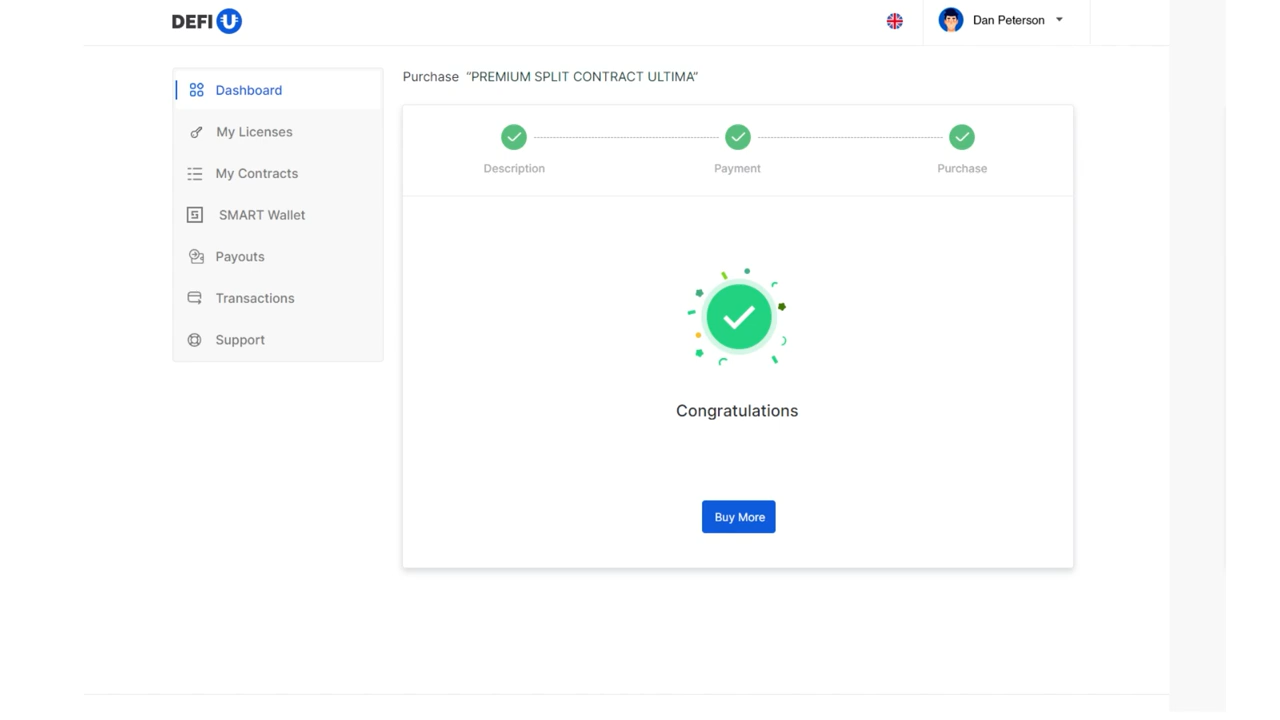 DEFI U
Dan Peterson
Dashboard
My Licenses
My Contracts
SMART Wallet
Payouts
Transactions
Support
Purchase “PREMIUM SPLIT CONTRACT ULTIMA”
Description
Payment
Purchase
Congratulations
Buy More